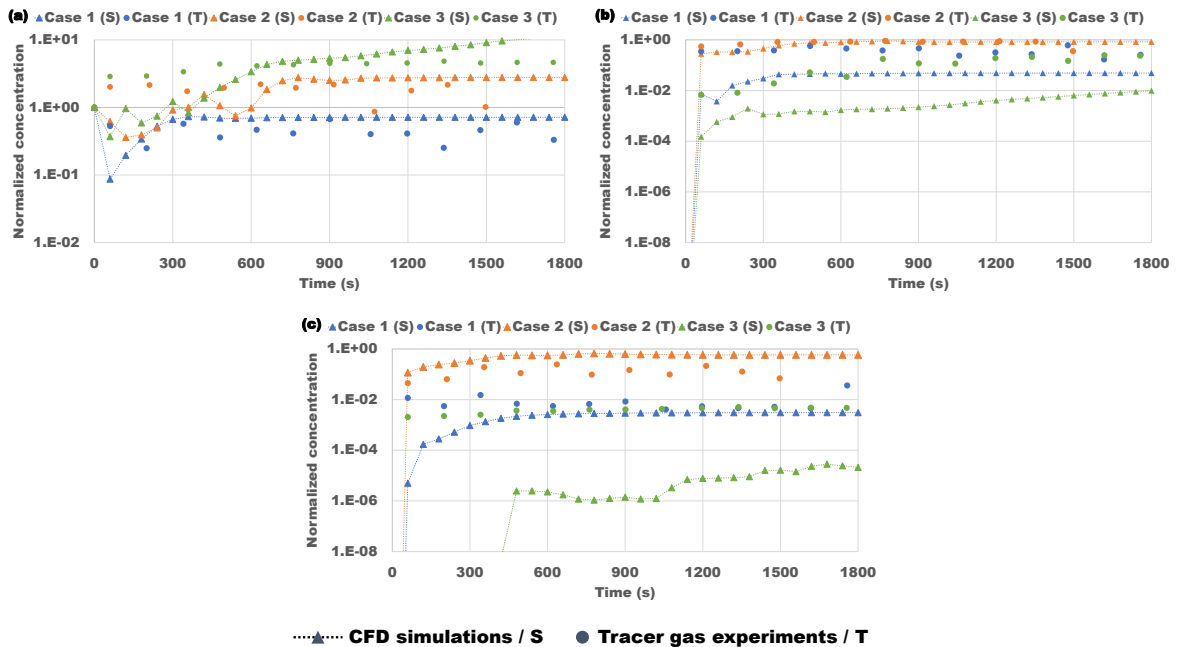 (a) Case 1 (S) Case 1 (T) Case 2 (S) Case 2 (T) Case 3 (S) Case 3 (T)
Normalized concentration
1.E+01
1.E+00
1.E-01
1.E-02
0 300 600 900 1200 1500 1800
Time (s)
(b) Case 1 (S) Case 1 (T) Case 2 (S) Case 2 (T) Case 3 (S) Case 3 (T)
Normalized concentration
1.E+00
1.E-02
1.E-04
1.E-06
1.E-08
0 300 600 900 1200 1500 1800
Time (s)
(c) Case 1 (S) Case 1 (T) Case 2 (S) Case 2 (T) Case 3 (S) Case 3 (T)
Normalized concentration
1.E+00
1.E-02
1.E-04
1.E-06
1.E-08
0 300 600 900 1200 1500 1800
Time (s)
CFD simulations / S Tracer gas experiments / T